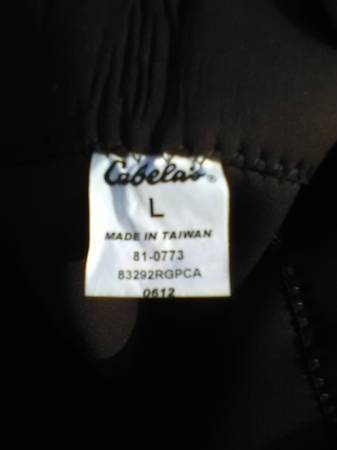 Cabela's®
L
MADE IN TAIWAN
81-0773
83292RGPCA
0612